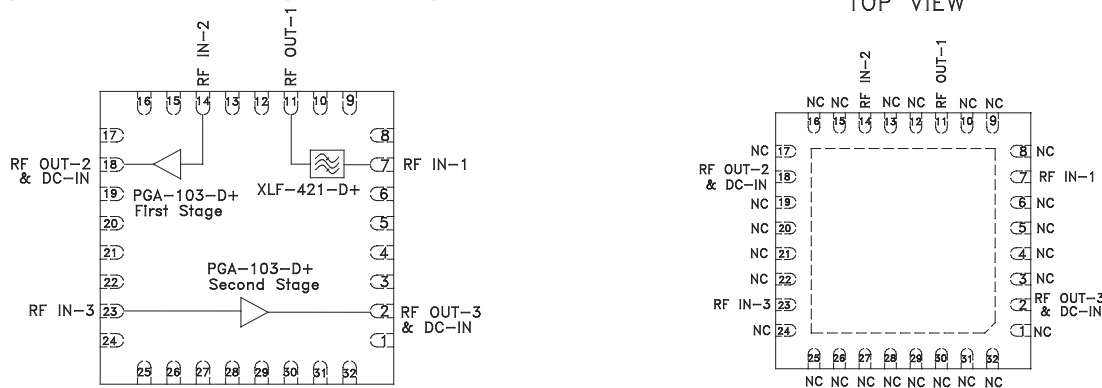 TOP VIEW
RF IN-2
RF OUT-1
16 15 14 13 12 11 10 9
17
8
RF OUT-2
& DC-IN
18
7
RF IN-1
PGA-103-D+
First Stage
XLF-421-D+
19
6
20
5
21
4
22
3
PGA-103-D+
Second Stage
RF IN-3
23
2
RF OUT-3
& DC-IN
24
1
25 26 27 28 29 30 31 32
RF IN-2
RF OUT-1
NC NC NC NC NC NC
16 15 14 13 12 11 10 9
NC 17
8 NC
RF OUT-2
& DC-IN
18
7 RF IN-1
NC 19
6 NC
NC 20
5 NC
NC 21
4 NC
NC 22
3 NC
RF IN-3 23
2
RF OUT-3
& DC-IN
NC 24
1 NC
25 26 27 28 29 30 31 32
NC NC NC NC NC NC NC NC